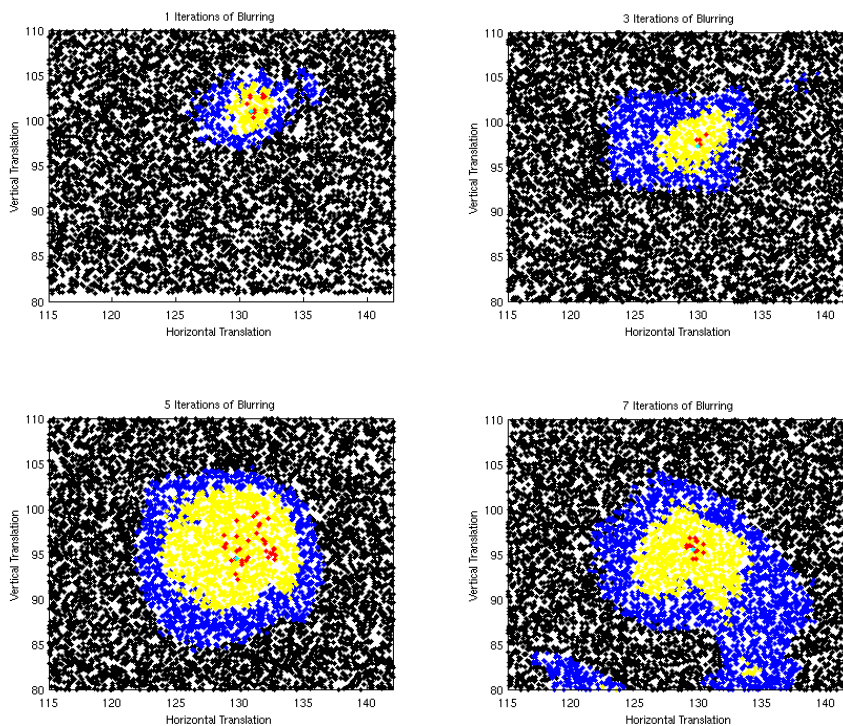 1 Iterations of Blurring
110
105
100
95
90
85
80
115 120 125 130 135 140
Vertical Translation
Horizontal Translation
3 Iterations of Blurring
110
105
100
95
90
85
80
115 120 125 130 135 140
Vertical Translation
Horizontal Translation
5 Iterations of Blurring
110
105
100
95
90
85
80
115 120 125 130 135 140
Vertical Translation
Horizontal Translation
7 Iterations of Blurring
110
105
100
95
90
85
80
115 120 125 130 135 140
Vertical Translation
Horizontal Translation